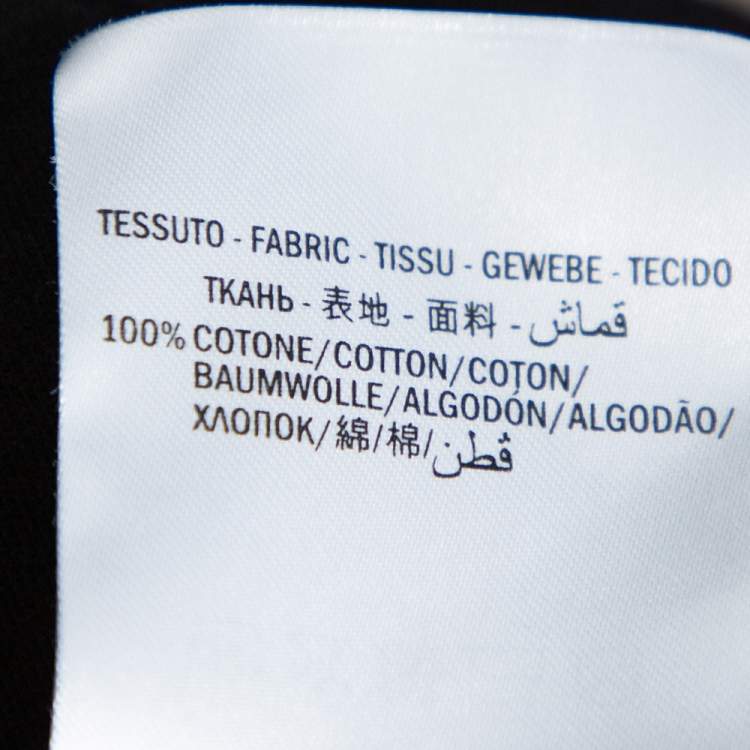 TESSUTO - FABRIC - TISSU - GEWEBE - TECIDO
ТКАНЬ - 表地 - 面料 - قماش
100% COTONE/COTTON/COTON/
BAUMWOLLE/ALGODÓN/ALGODÃO/
ХЛОПОК/綿/棉/قطن